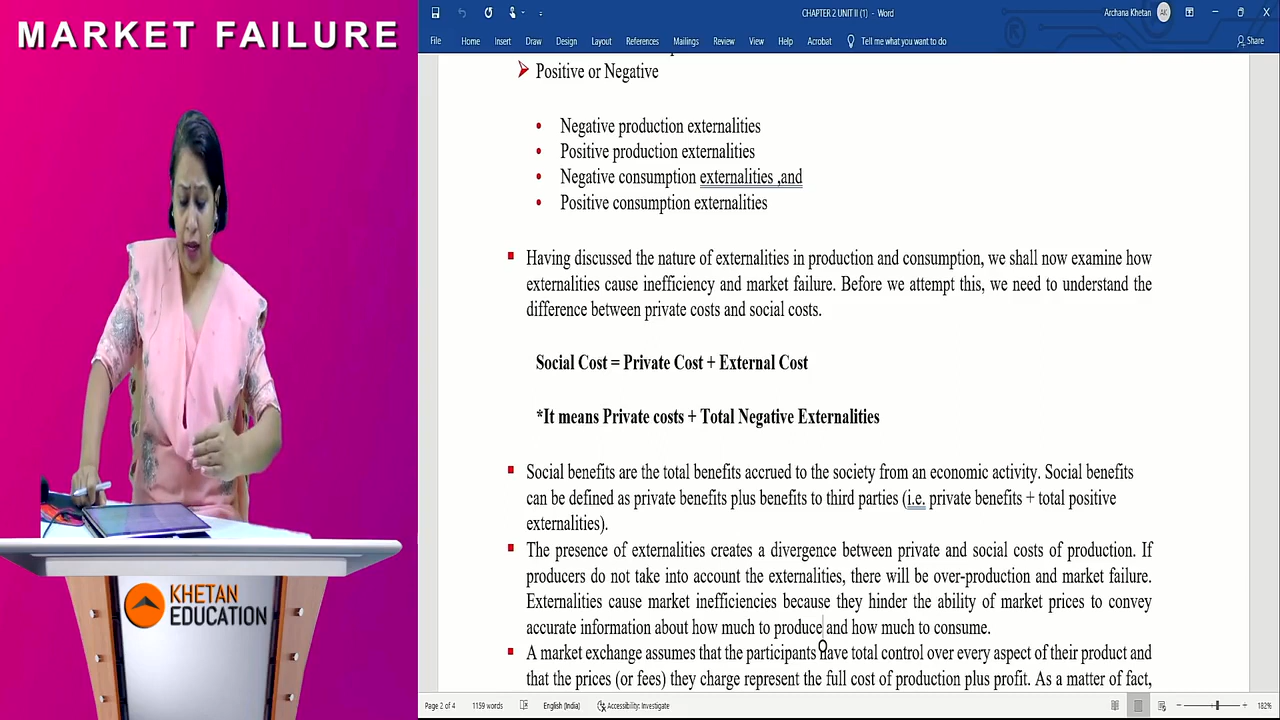 MARKET FAILURE
CHAPTER 2 UNIT II (1) - Word
Archana Khetan
AK
File Home Insert Draw Design Layout References Mailings Review View Help Acrobat Tell me what you want to do
Share
Positive or Negative
• Negative production externalities
• Positive production externalities
• Negative consumption externalities ,and
• Positive consumption externalities
Having discussed the nature of externalities in production and consumption, we shall now examine how
externalities cause inefficiency and market failure. Before we attempt this, we need to understand the
difference between private costs and social costs.
Social Cost = Private Cost + External Cost
*It means Private costs + Total Negative Externalities
Social benefits are the total benefits accrued to the society from an economic activity. Social benefits
can be defined as private benefits plus benefits to third parties (i.e. private benefits + total positive
externalities).
The presence of externalities creates a divergence between private and social costs of production. If
producers do not take into account the externalities, there will be over-production and market failure.
Externalities cause market inefficiencies because they hinder the ability of market prices to convey
accurate information about how much to produce and how much to consume.
A market exchange assumes that the participants have total control over every aspect of their product and
that the prices (or fees) they charge represent the full cost of production plus profit. As a matter of fact,
KHETAN
EDUCATION
Page 2 of 4 1159 words English (India) Accessibility: Investigate
182%